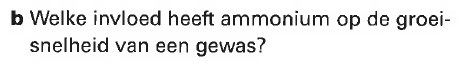 b Welke invloed heeft ammonium op de groei-
snelheid van een gewas?